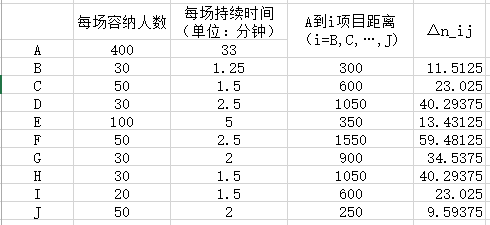 每场容纳人数 每场持续时间（单位：分钟） A到i项目距离（i=B,C,…,J） △n_ij
A 400 33
B 30 1.25 300 11.5125
C 50 1.5 600 23.025
D 30 2.5 1050 40.29375
E 100 5 350 13.43125
F 50 2.5 1550 59.48125
G 30 2 900 34.5375
H 30 1.5 1050 40.29375
I 20 1.5 600 23.025
J 50 2 250 9.59375